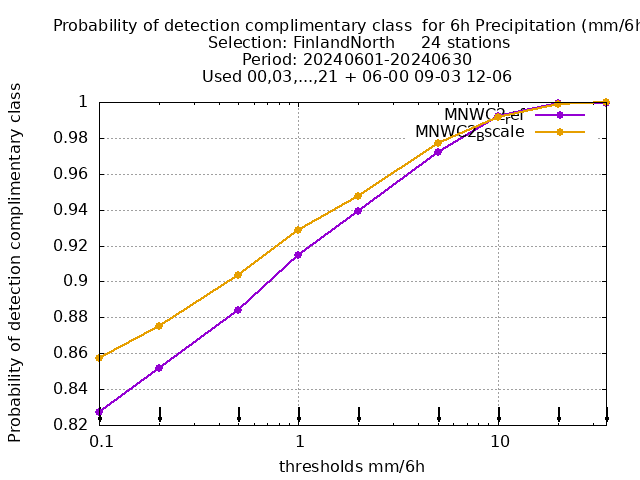 Probability of detection complimentary class for 6h Precipitation (mm/6h
Selection: FinlandNorth 24 stations
Period: 20240601-20240630
Used 00,03,...,21 + 06-00 09-03 12-06
Probability of detection complimentary class
1
0.98
0.96
0.94
0.92
0.9
0.88
0.86
0.84
0.82
MNWC2
MNWC2Bscale
0.1
1
10
thresholds mm/6h